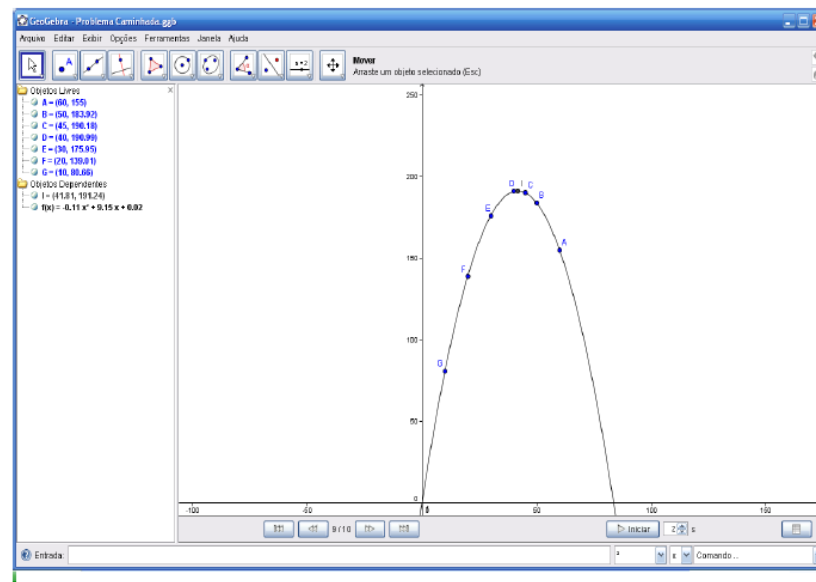 GeoGebra - Problema Caminhada.ggb
Arquivo Editar Exibir Opções Ferramentas Janela Ajuda
Mover
Arraste um objeto selecionado (Esc)
Objetos Livres
A = (60, 155)
B = (50, 183.92)
C = (45, 190.18)
D = (40, 190.99)
E = (30, 175.95)
F = (20, 139.01)
G = (10, 80.66)
Objetos Dependentes
I = (41.81, 191.24)
f(x) = -0.11 x² + 9.15 x + 0.02
250
200
150
100
50
0
D I C
B
E
A
F
G
-100 -50 0 50 100 150
9 / 10
Iniciar 2 s
Entrada:
Comando...